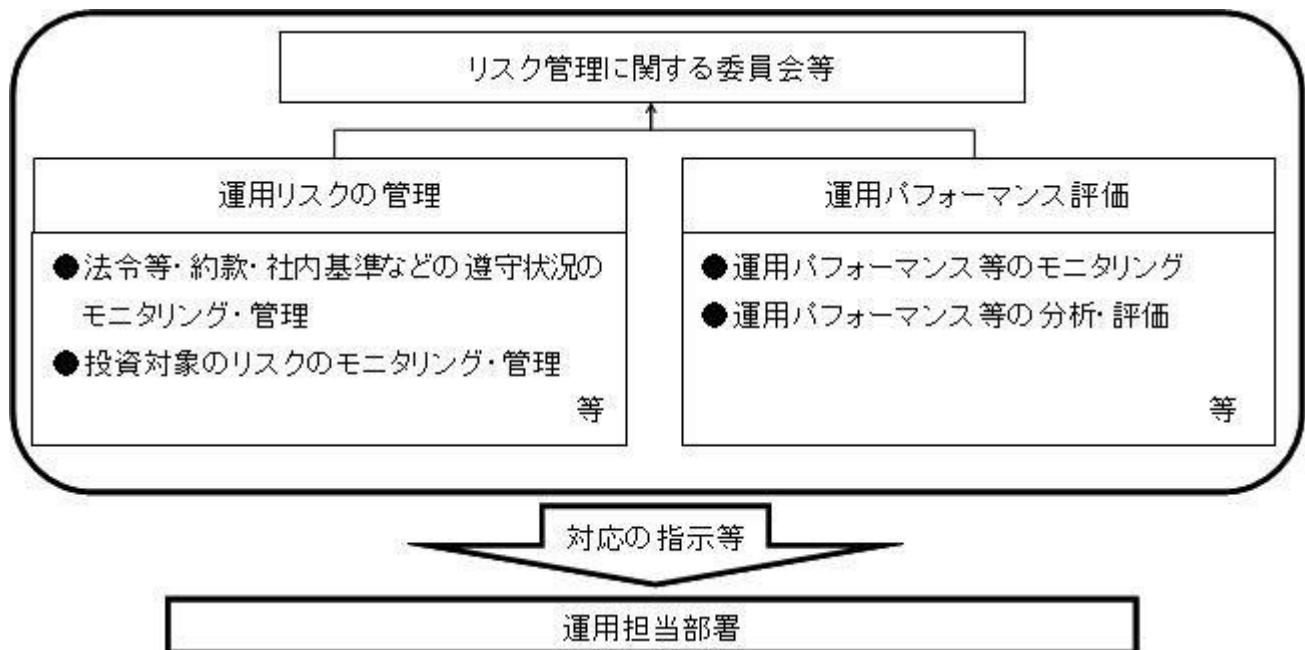 リスク管理に関する委員会等
運用リスクの管理
●法令等・約款・社内基準などの遵守状況の
モニタリング・管理
●投資対象のリスクのモニタリング・管理
等
運用パフォーマンス評価
●運用パフォーマンス等のモニタリング
●運用パフォーマンス等の分析・評価
等
対応の指示等
運用担当部署